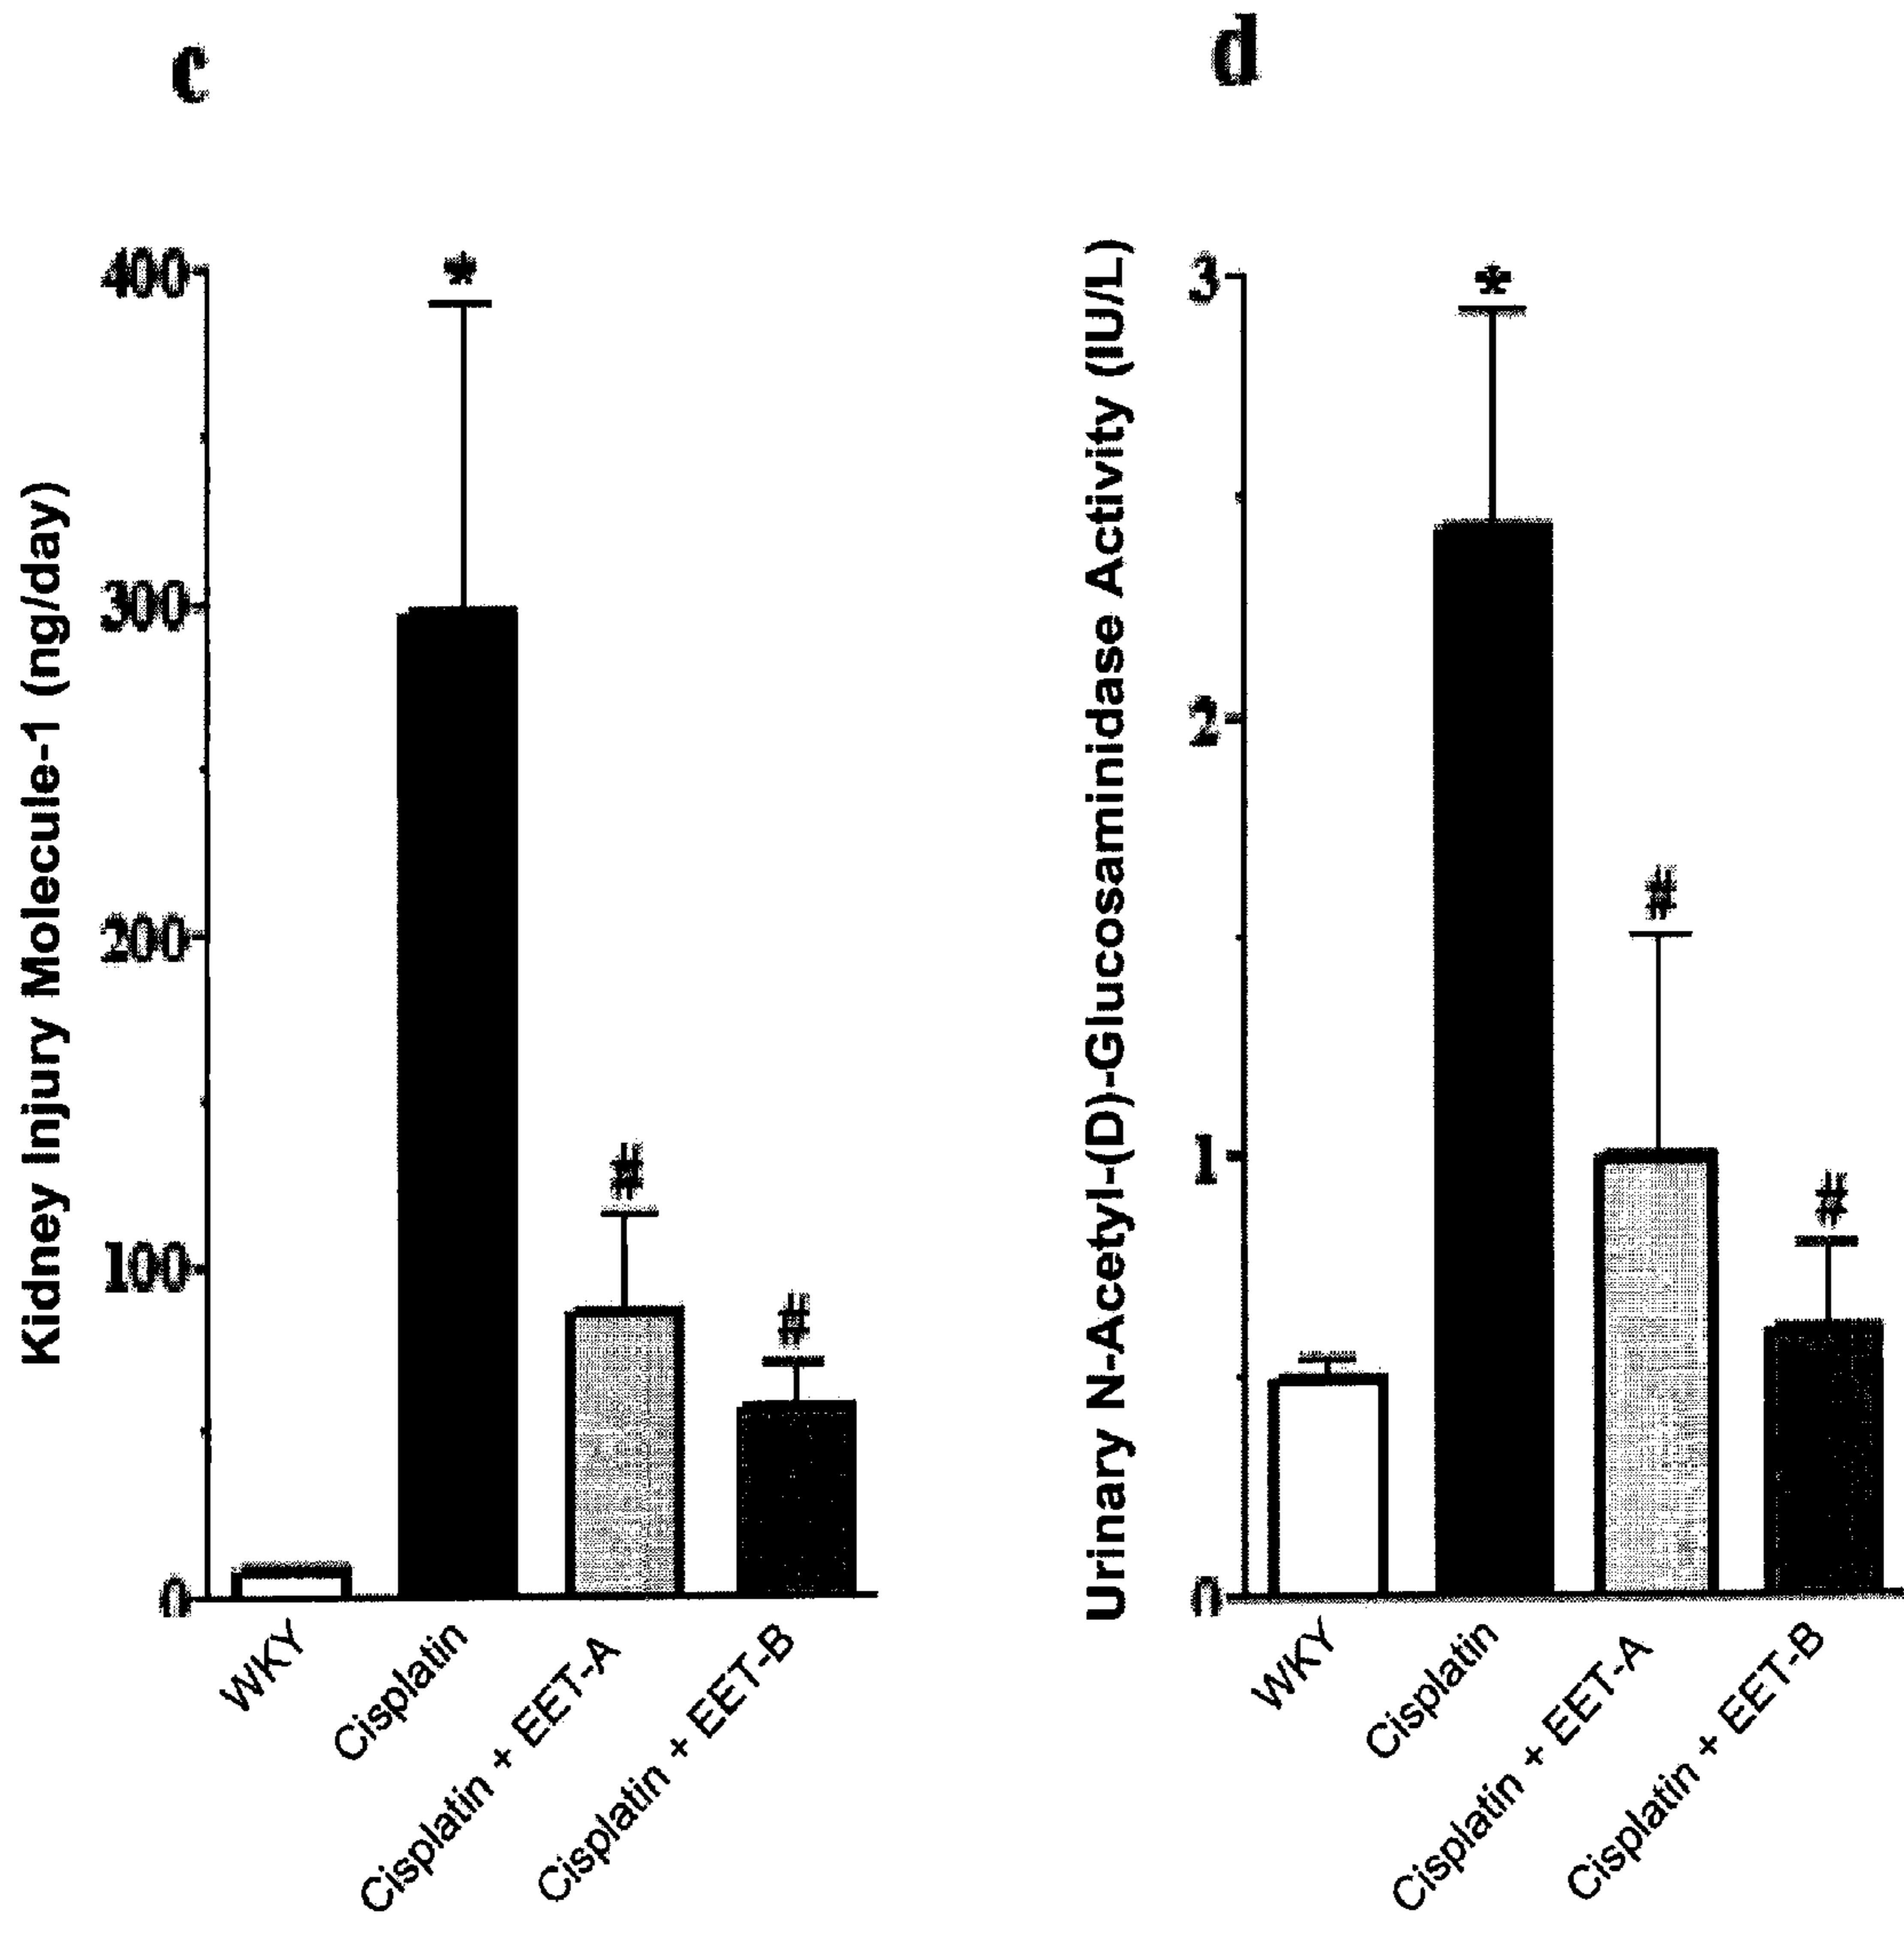 c
Kidney Injury Molecule-1 (ng/day)
400
300
200
100
0
*
#
#
WKY
Cisplatin
Cisplatin + EET-A
Cisplatin + EET-B
d
Urinary N-Acetyl-(D)-Glucosaminidase Activity (IU/L)
3
2
1
0
*
#
#
WKY
Cisplatin
Cisplatin + EET-A
Cisplatin + EET-B